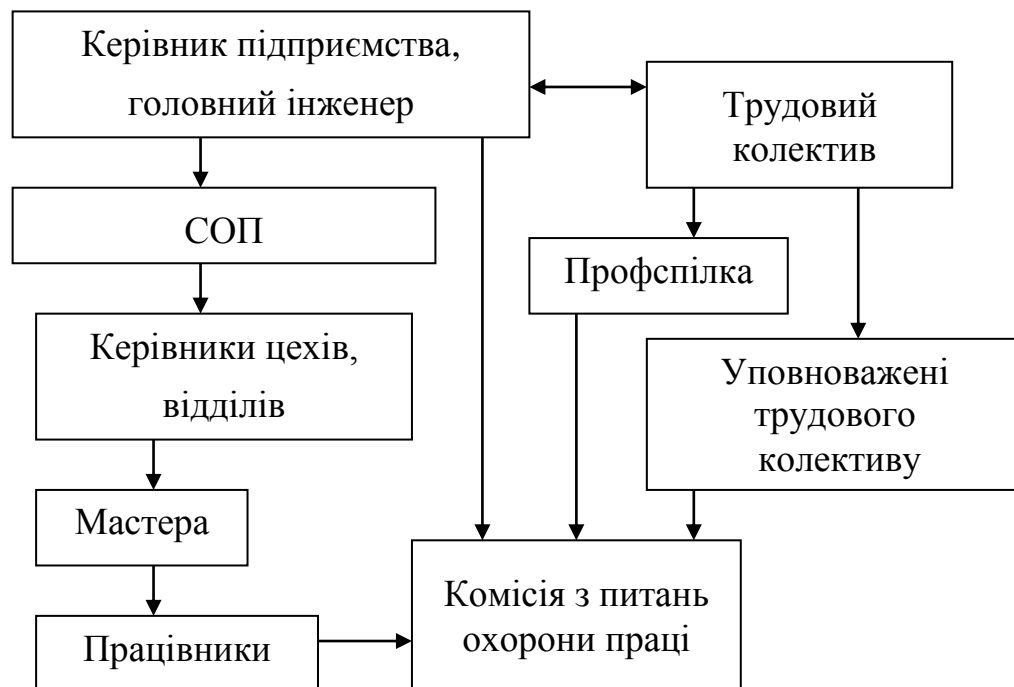 Керівник підприємства,
головний інженер
Трудовий
колектив
СОП
Профспілка
Керівники цехів,
відділів
Уповноважені
трудового
колективу
Мастера
Комісія з питань
охорони праці
Працівники